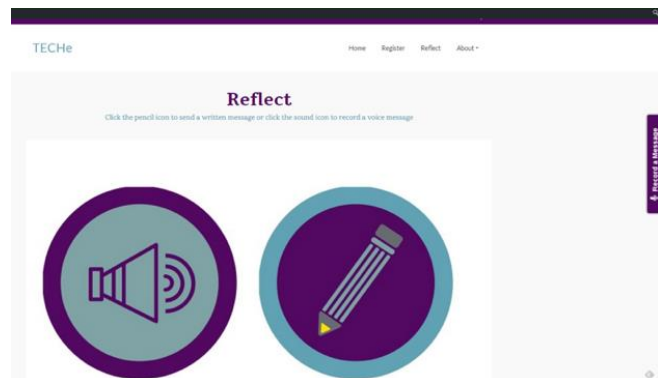 TECHe
Home Register Reflect About
Reflect
Click the pencil icon to send a written message or click the sound icon to record a voice message
Record a Message